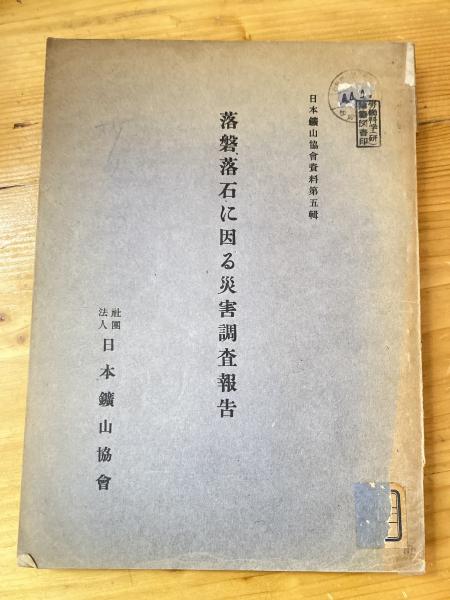 日本鑛山協會資料第五輯
落磐落石に因る災害調査報告
社團法人 日本鑛山協會